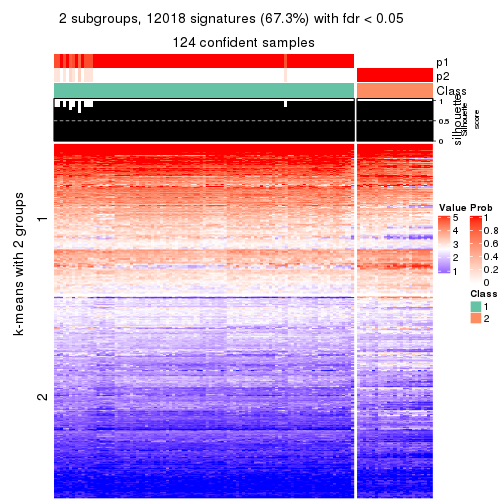 2 subgroups, 12018 signatures (67.3%) with fdr < 0.05
124 confident samples
p1
p2
Class
silhouette
Silhouette
score
1
0.5
0
k-means with 2 groups
1
2
Value
5
4
3
2
1
Prob
1
0.8
0.6
0.4
0.2
0
Class
1
2